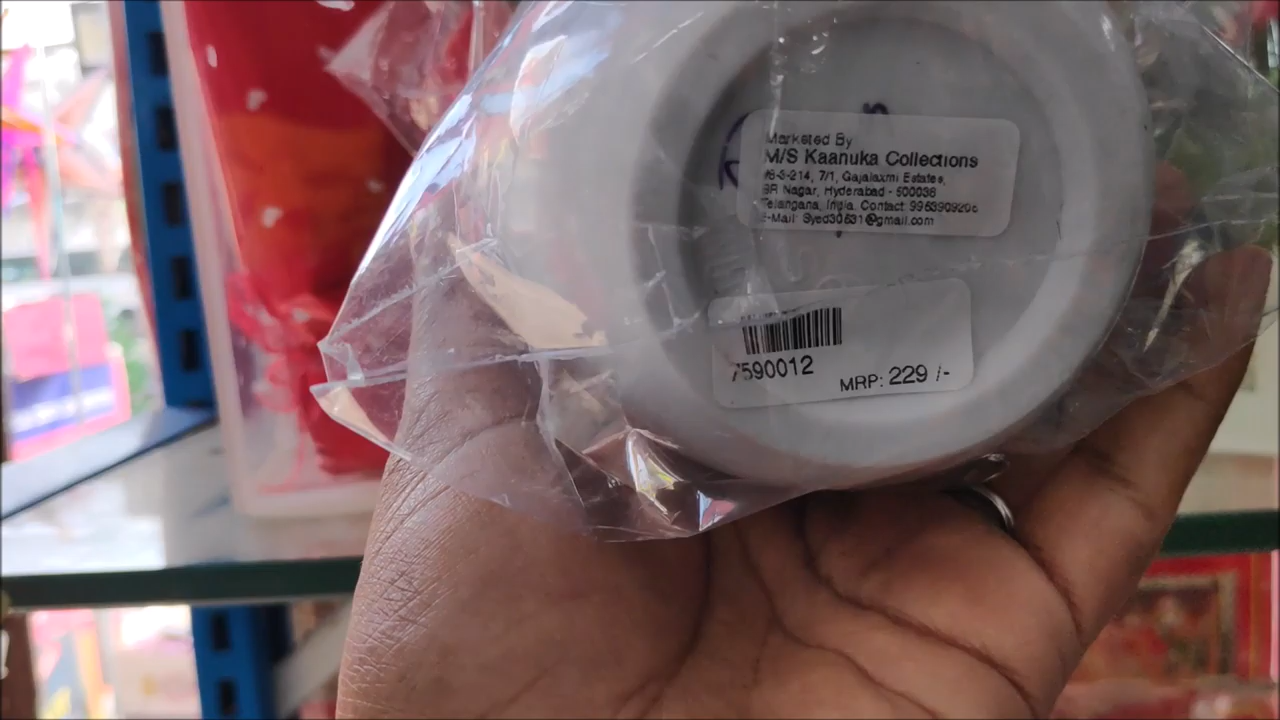 Marketed By
M/S Kaanuka Collections
7/1, Gajalaxmi Estates,
SR Nagar, Hyderabad - 500038
Telangana, India. Contact:
E-Mail: Syed30631@gmail.com
7590012
MRP: 229 /-